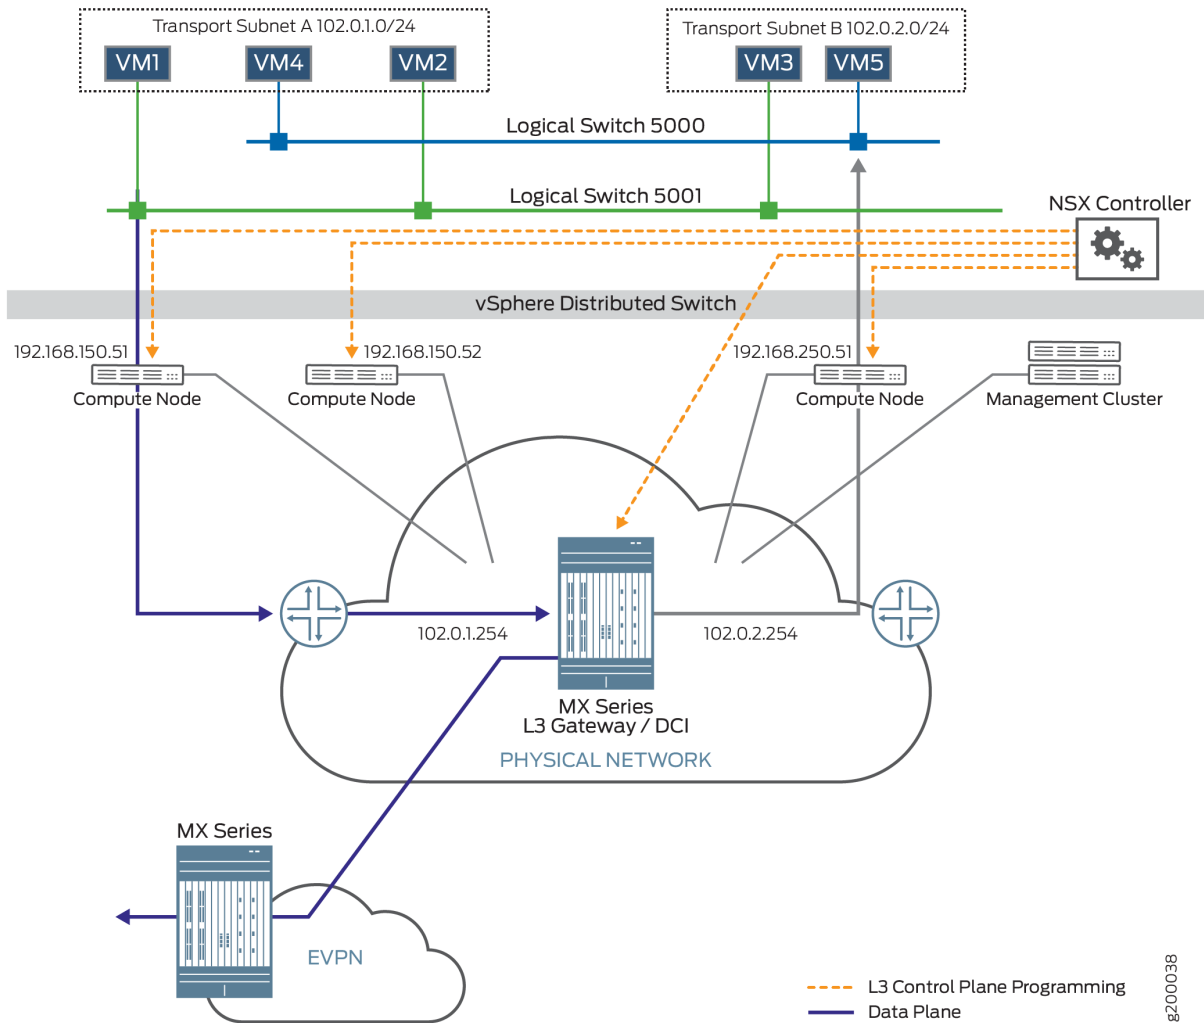 Transport Subnet A 102.0.1.0/24
Transport Subnet B 102.0.2.0/24
VM1
VM4
VM2
VM3
VM5
Logical Switch 5000
Logical Switch 5001
NSX Controller
vSphere Distributed Switch
192.168.150.51
192.168.150.52
192.168.250.51
Compute Node
Compute Node
Compute Node
Management Cluster
102.0.1.254
102.0.2.254
MX Series
L3 Gateway / DCI
PHYSICAL NETWORK
MX Series
EVPN
L3 Control Plane Programming
Data Plane
g200038